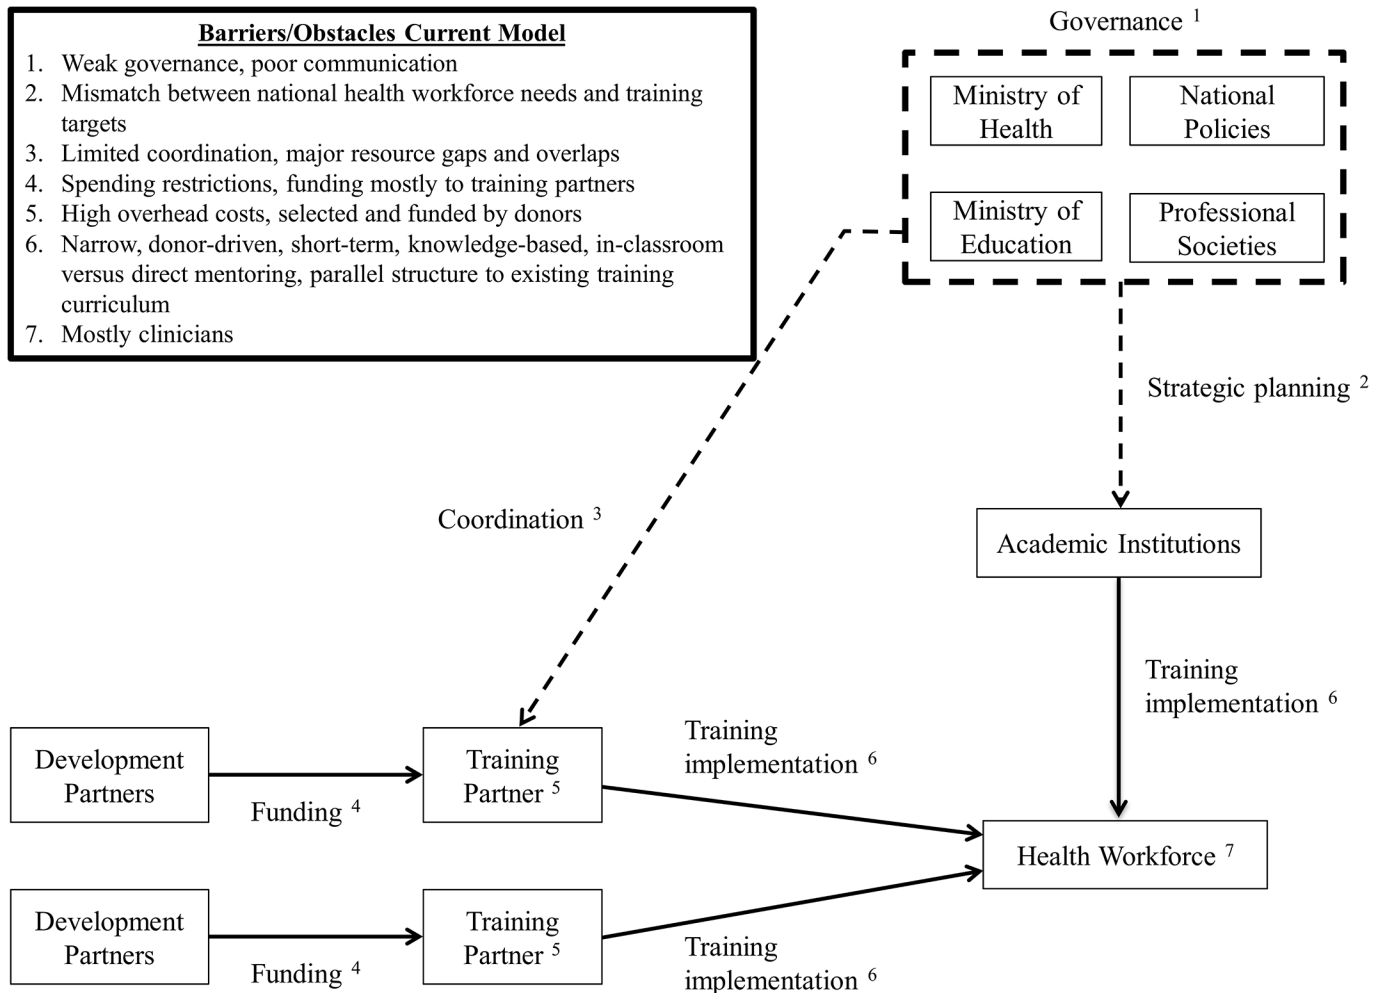 Barriers/Obstacles Current Model
1. Weak governance, poor communication
2. Mismatch between national health workforce needs and training
targets
3. Limited coordination, major resource gaps and overlaps
4. Spending restrictions, funding mostly to training partners
5. High overhead costs, selected and funded by donors
6. Narrow, donor-driven, short-term, knowledge-based, in-classroom
versus direct mentoring, parallel structure to existing training
curriculum
7. Mostly clinicians
Governance ¹
Ministry of
Health
National
Policies
Ministry of
Education
Professional
Societies
Strategic planning ²
Coordination ³
Academic Institutions
Training
implementation ⁶
Development
Partners
Funding ⁴
Training
Partner ⁵
Training
implementation ⁶
Health Workforce ⁷
Development
Partners
Funding ⁴
Training
Partner ⁵
Training
implementation ⁶